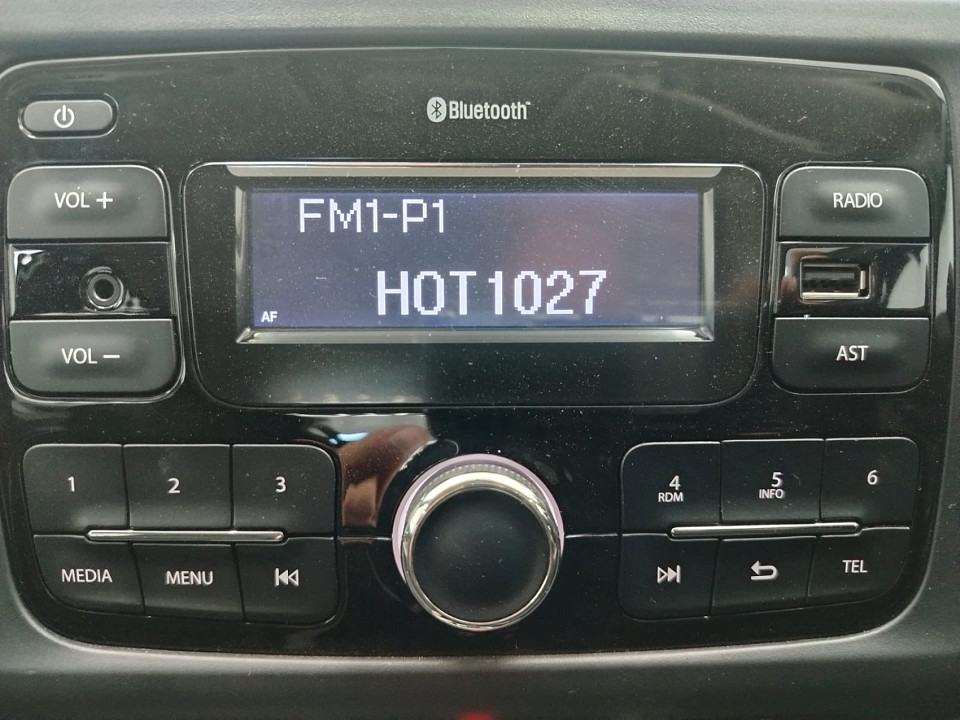 Bluetooth™
VOL +
RADIO
FM1-P1
HOT1027
AF
VOL −
AST
1
2
3
4
RDM
5
INFO
6
MEDIA
MENU
TEL